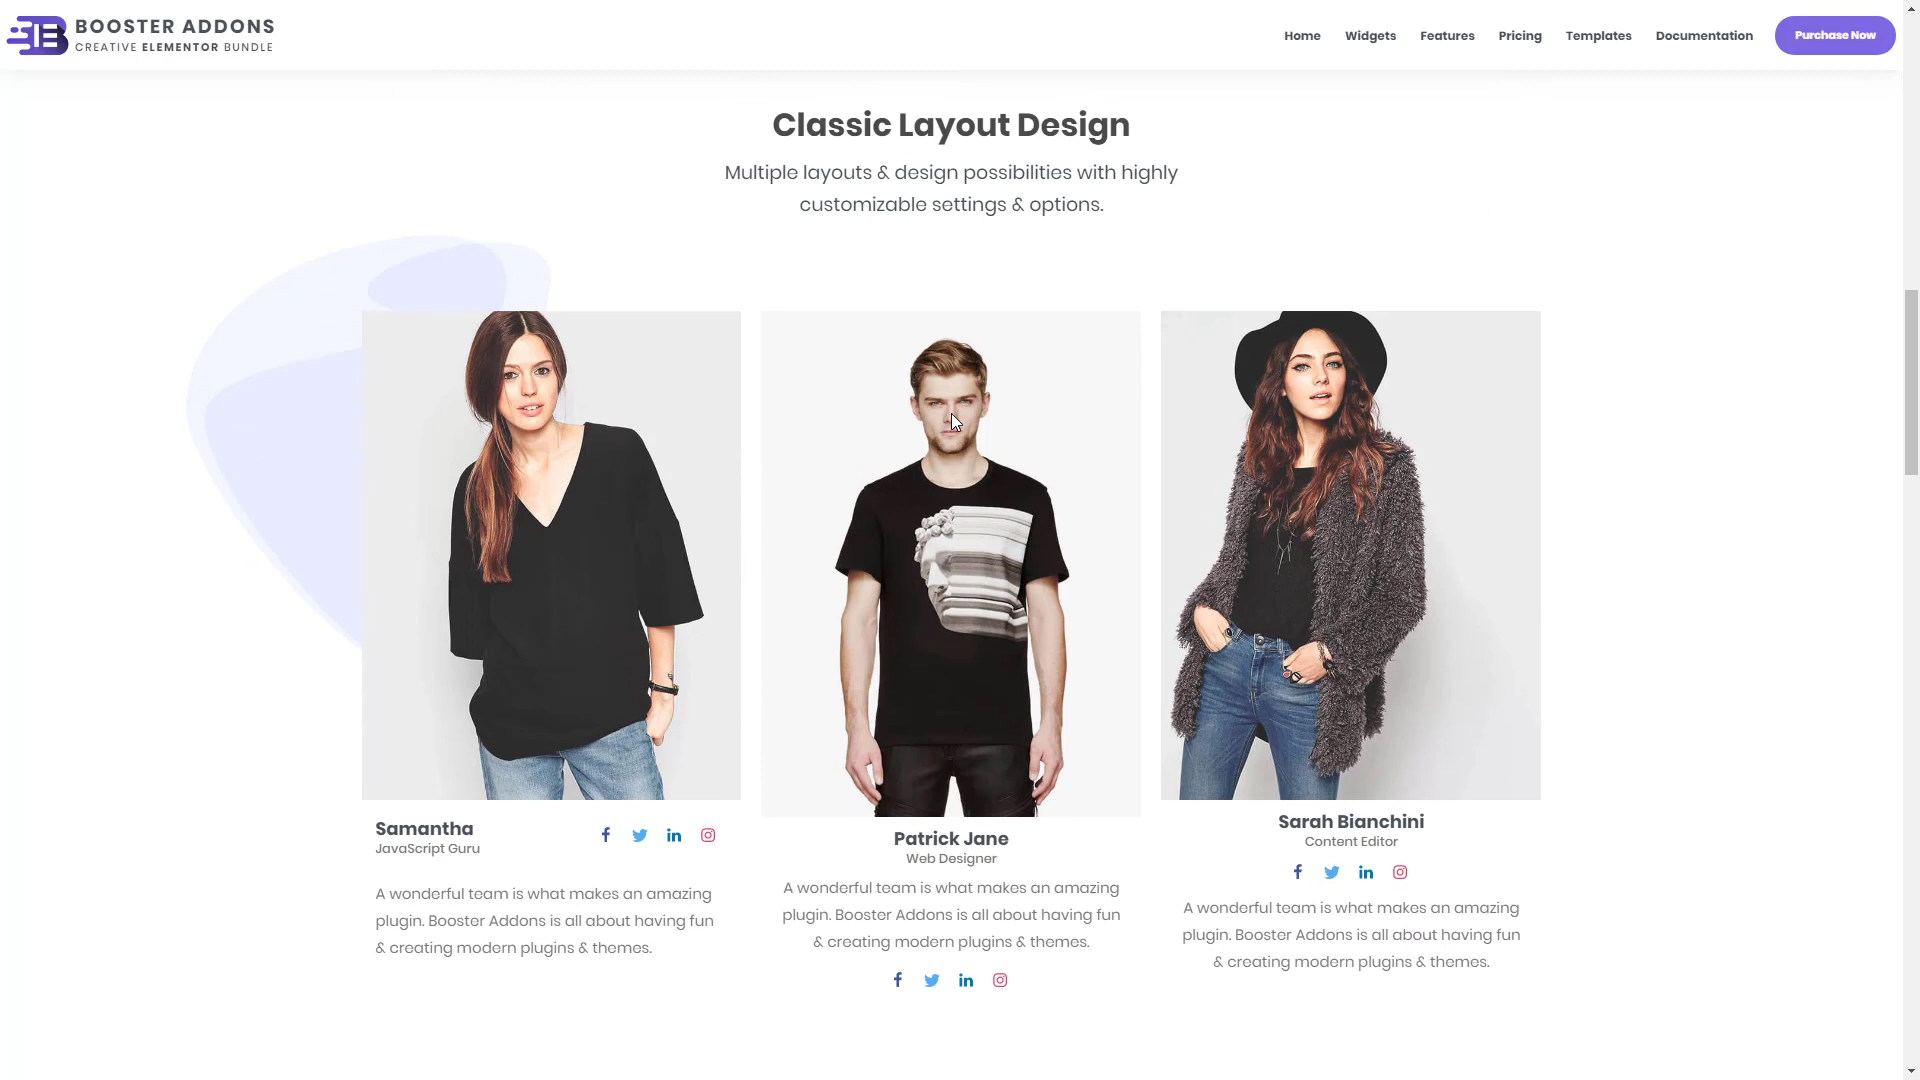 BOOSTER ADDONS
CREATIVE ELEMENTOR BUNDLE
Home Widgets Features Pricing Templates Documentation Purchase Now
Classic Layout Design
Multiple layouts & design possibilities with highly
customizable settings & options.
Samantha
JavaScript Guru
A wonderful team is what makes an amazing
plugin. Booster Addons is all about having fun
& creating modern plugins & themes.
Patrick Jane
Web Designer
A wonderful team is what makes an amazing
plugin. Booster Addons is all about having fun
& creating modern plugins & themes.
Sarah Bianchini
Content Editor
A wonderful team is what makes an amazing
plugin. Booster Addons is all about having fun
& creating modern plugins & themes.